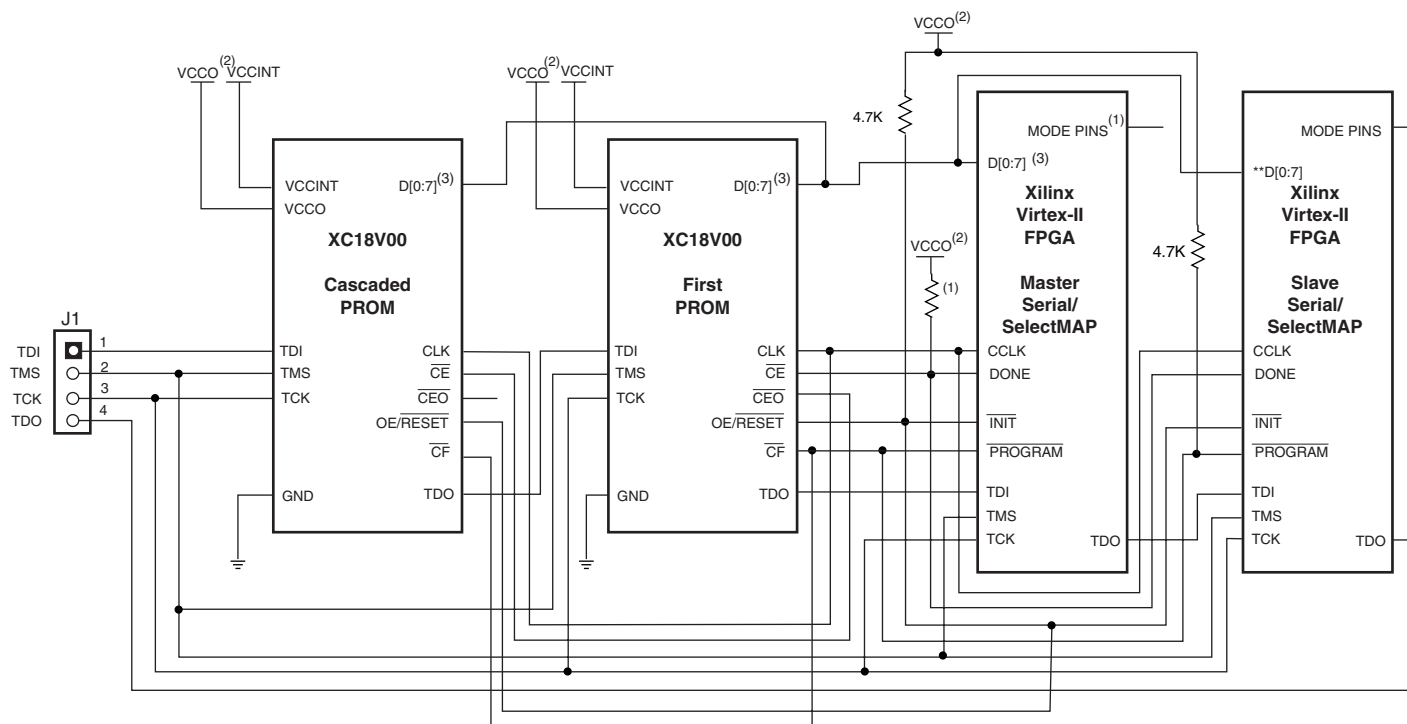 VCCO(2)
VCCO(2) VCCINT
VCCO(2) VCCINT
4.7K
MODE PINS(1)
MODE PINS
D[0:7](3)
D[0:7](3)
D[0:7] (3)
**D[0:7]
VCCINT
VCCO
XC18V00
Cascaded
PROM
VCCINT
VCCO
XC18V00
First
PROM
Xilinx
Virtex-II
FPGA
Master
Serial/
SelectMAP
Xilinx
Virtex-II
FPGA
Slave
Serial/
SelectMAP
VCCO(2)
(1)
4.7K
J1
TDI 1
TMS 2
TCK 3
TDO 4
TDI
TMS
TCK
GND
CLK
CE
CEO
OE/RESET
CF
TDO
TDI
TMS
TCK
GND
CLK
CE
CEO
OE/RESET
CF
TDO
CCLK
DONE
INIT
PROGRAM
TDI
TMS
TCK
TDO
CCLK
DONE
INIT
PROGRAM
TDI
TMS
TCK
TDO